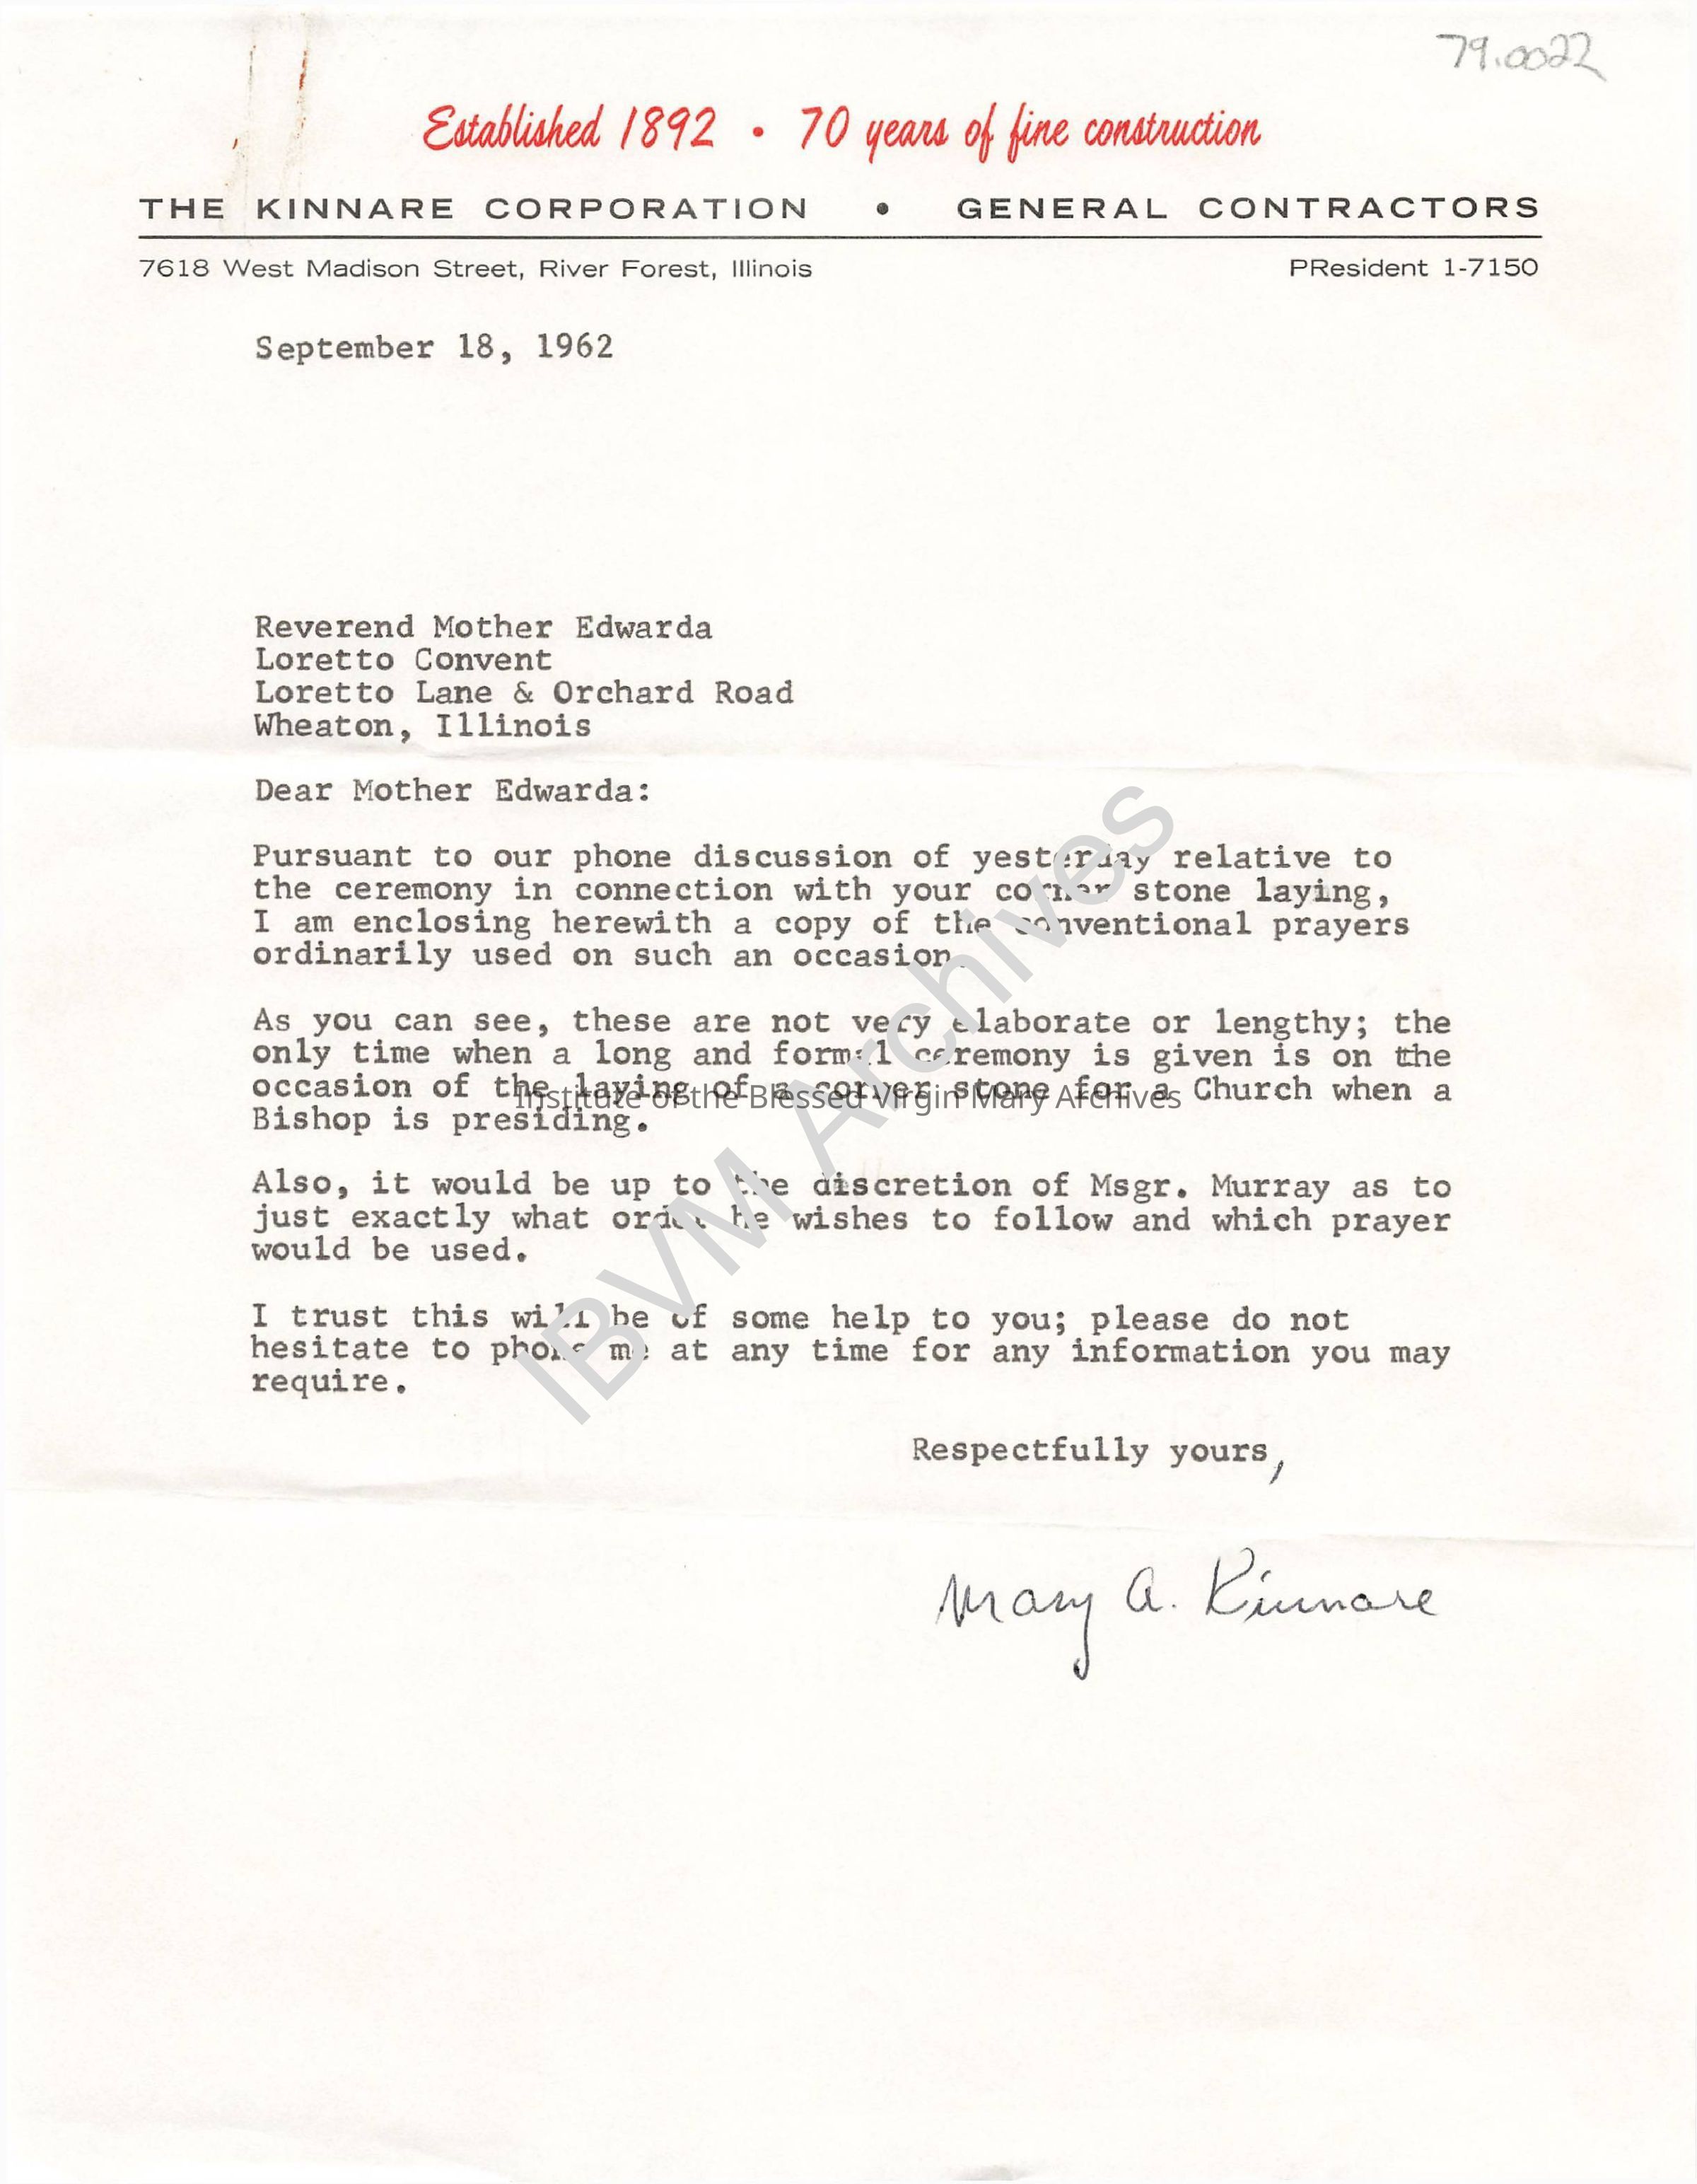 79.0022
Established 1892 • 70 years of fine construction
THE KINNARE CORPORATION • GENERAL CONTRACTORS
7618 West Madison Street, River Forest, Illinois PResident 1-7150
September 18, 1962
Reverend Mother Edwarda
Loretto Convent
Loretto Lane & Orchard Road
Wheaton, Illinois
Dear Mother Edwarda:
Pursuant to our phone discussion of yesterday relative to
the ceremony in connection with your corner stone laying,
I am enclosing herewith a copy of the conventional prayers
ordinarily used on such an occasion.
As you can see, these are not very elaborate or lengthy; the
only time when a long and formal ceremony is given is on the
occasion of the laying of a corver stone for a Church when a
Institute of the Blessed Virgin Mary Archives
Bishop is presiding.
Also, it would be up to the discretion of Msgr. Murray as to
just exactly what order he wishes to follow and which prayer
would be used.
I trust this will be of some help to you; please do not
hesitate to phone me at any time for any information you may
require.
IBVM Archives
Respectfully yours,
Mary A. Kinnare